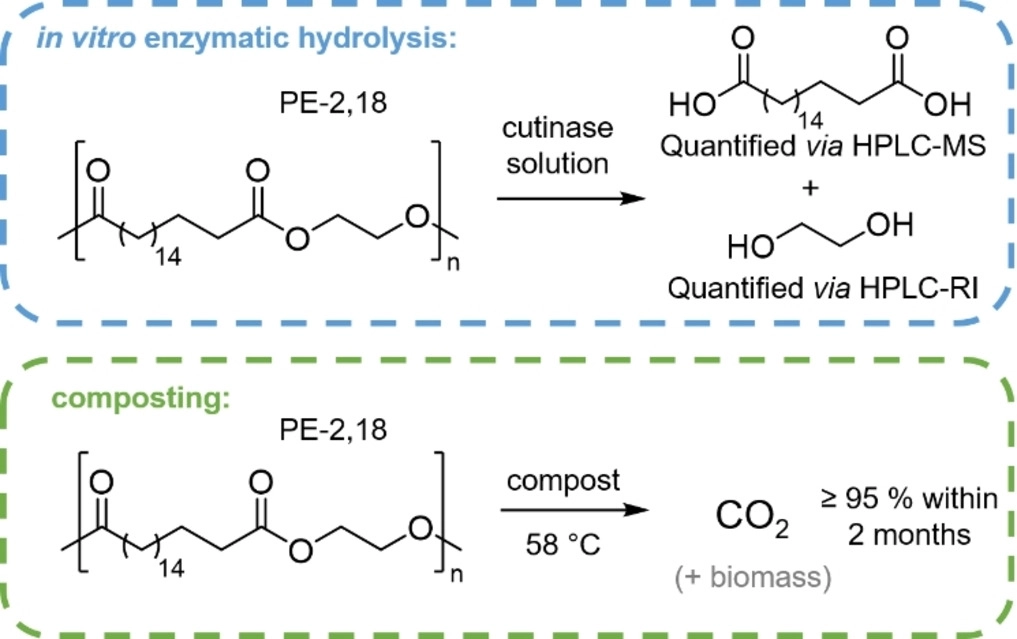 in vitro enzymatic hydrolysis:
PE-2,18
O
O
14
O
O
n
cutinase
solution
O
O
HO
14
OH
Quantified via HPLC-MS
+
HO
OH
Quantified via HPLC-RI
composting:
PE-2,18
O
O
14
O
O
n
compost
58 °C
CO2
(+ biomass)
≥ 95 % within
2 months